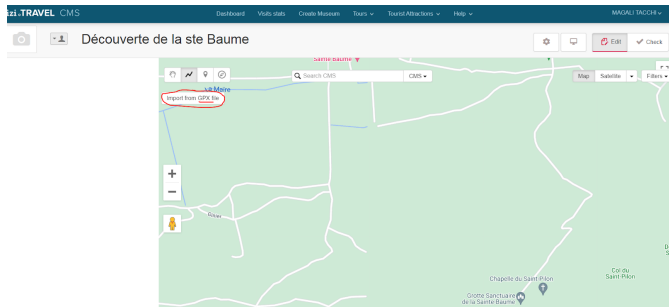 izi.TRAVEL CMS
Dashboard Visits stats Create Museum Tours Tourist Attractions Help MAGALI TACCHI
Découverte de la ste Baume
Edit Check
Sainte Baume
Search CMS CMS Map Satellite Filters
Import from GPX file
Chapelle du Saint-Pilon
Col du
Saint-Pilon
Grotte Sanctuaire
de la Sainte-Baume